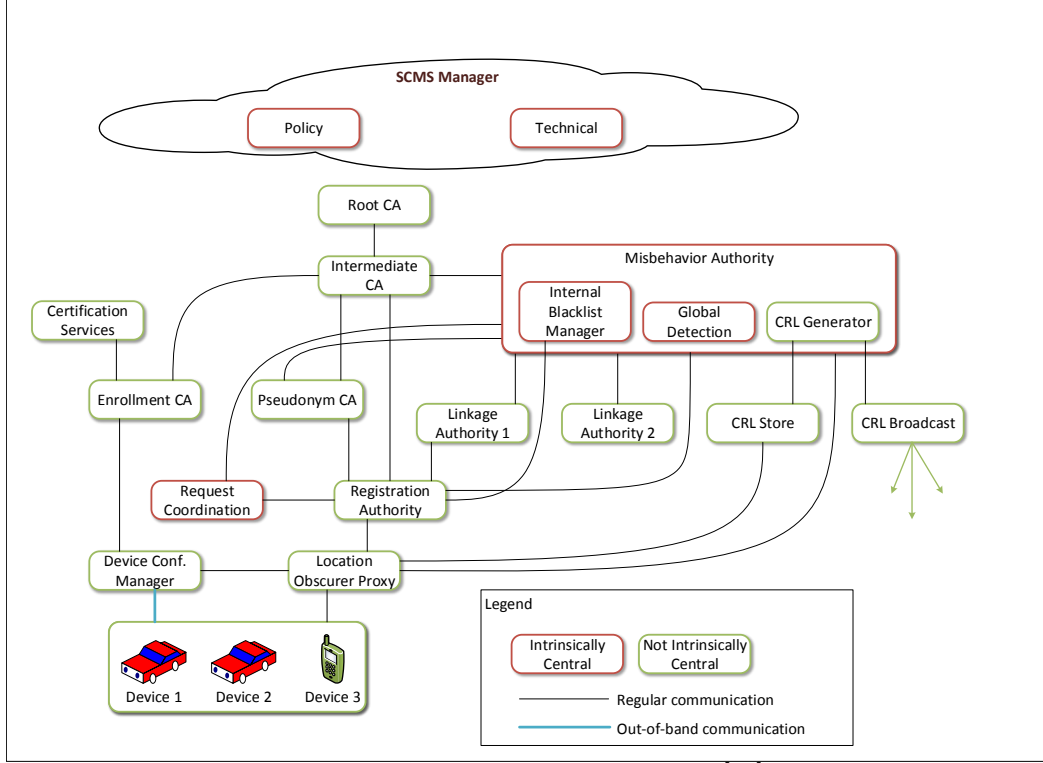 SCMS Manager
Policy
Technical
Root CA
Intermediate
CA
Misbehavior Authority
Internal
Blacklist
Manager
Global
Detection
CRL Generator
Certification
Services
Enrollment CA
Pseudonym CA
Linkage
Authority 1
Linkage
Authority 2
CRL Store
CRL Broadcast
Request
Coordination
Registration
Authority
Device Conf.
Manager
Location
Obscurer Proxy
Device 1
Device 2
Device 3
Legend
Intrinsically
Central
Not Intrinsically
Central
Regular communication
Out-of-band communication